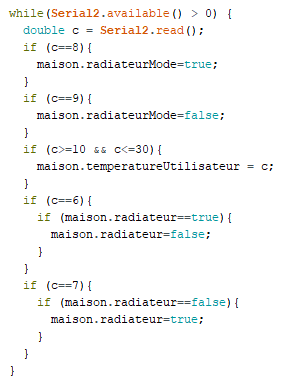 while(Serial2.available() > 0) {
  double c = Serial2.read();
  if (c==8){
    maison.radiateurMode=true;
  }
  if (c==9){
    maison.radiateurMode=false;
  }
  if (c>=10 && c<=30){
    maison.temperatureUtilisateur = c;
  }
  if (c==6){
    if (maison.radiateur==true){
      maison.radiateur=false;
    }
  }
  if (c==7){
    if (maison.radiateur==false){
      maison.radiateur=true;
    }
  }
}